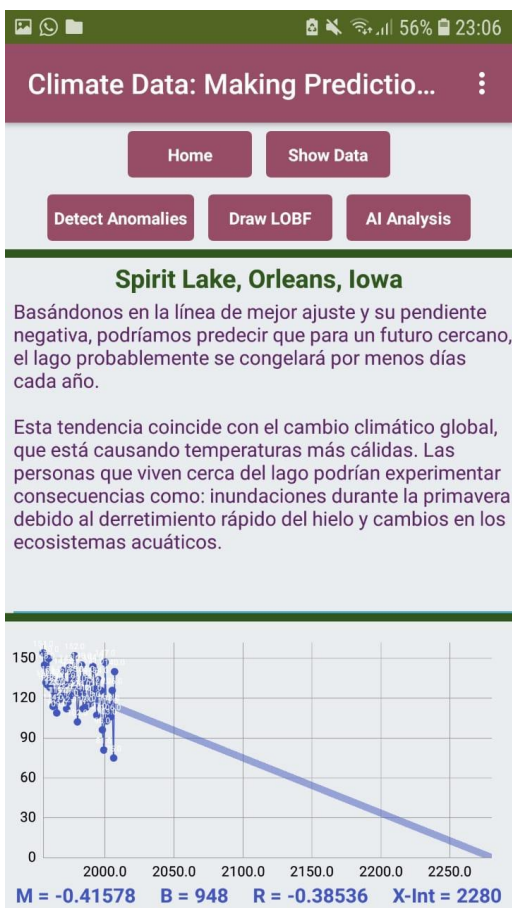 56% 23:06
Climate Data: Making Predictio...
Home Show Data
Detect Anomalies Draw LOBF AI Analysis
Spirit Lake, Orleans, Iowa
Basándonos en la línea de mejor ajuste y su pendiente
negativa, podríamos predecir que para un futuro cercano,
el lago probablemente se congelará por menos días
cada año.
Esta tendencia coincide con el cambio climático global,
que está causando temperaturas más cálidas. Las
personas que viven cerca del lago podrían experimentar
consecuencias como: inundaciones durante la primavera
debido al derretimiento rápido del hielo y cambios en los
ecosistemas acuáticos.
150
120
90
60
30
0
2000.0 2050.0 2100.0 2150.0 2200.0 2250.0
M = -0.41578 B = 948 R = -0.38536 X-Int = 2280